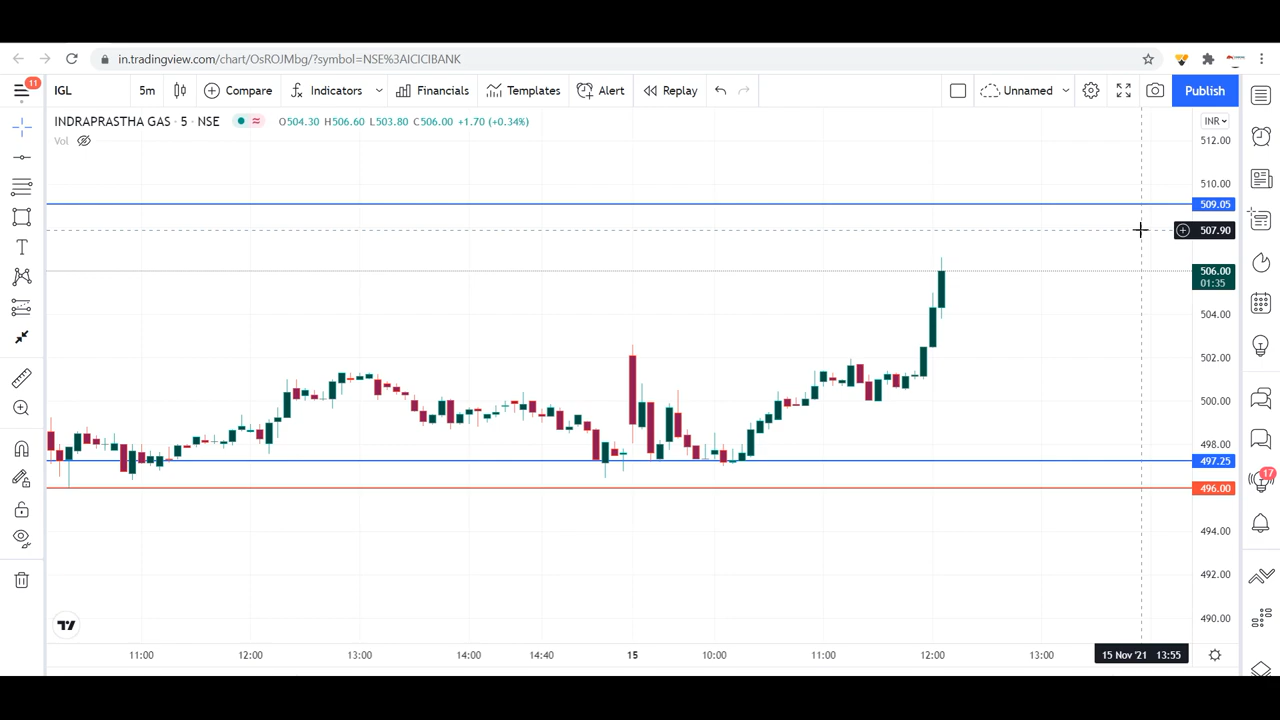 in.tradingview.com/chart/OsROJMbg/?symbol=NSE%3AICICIBANK
11
IGL 5m Compare Indicators Financials Templates Alert Replay Unnamed Publish
INDRAPRASTHA GAS · 5 · NSE O504.30 H506.60 L503.80 C506.00 +1.70 (+0.34%)
INR
Vol
512.00
510.00
509.05
507.90
506.00
01:35
504.00
502.00
500.00
498.00
497.25
17
496.00
494.00
492.00
490.00
11:00 12:00 13:00 14:00 14:40 15 10:00 11:00 12:00 13:00 15 Nov '21 13:55